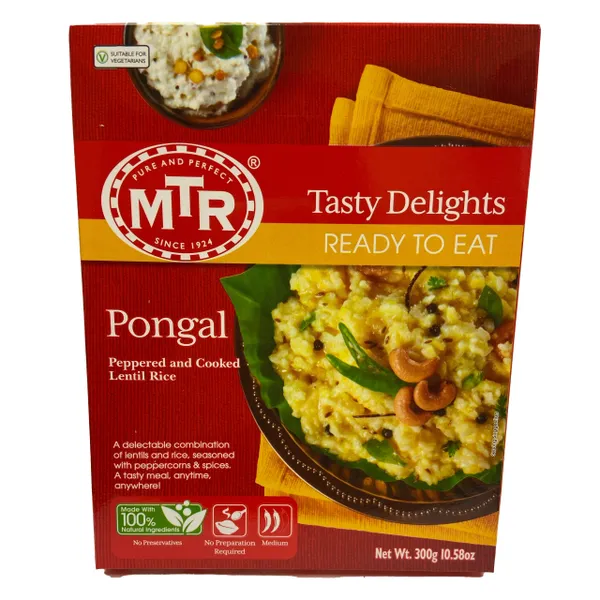 SUITABLE FOR
VEGETARIANS
PURE AND PERFECT
MTR®
SINCE 1924
Tasty Delights
READY TO EAT
Pongal
Peppered and Cooked
Lentil Rice
A delectable combination
of lentils and rice, seasoned
with peppercorns & spices.
A tasty meal, anytime,
anywhere!
Made With
100%
Natural Ingredients
No Preservatives
No Preparation
Required
Medium
Net Wt. 300g 10.58oz